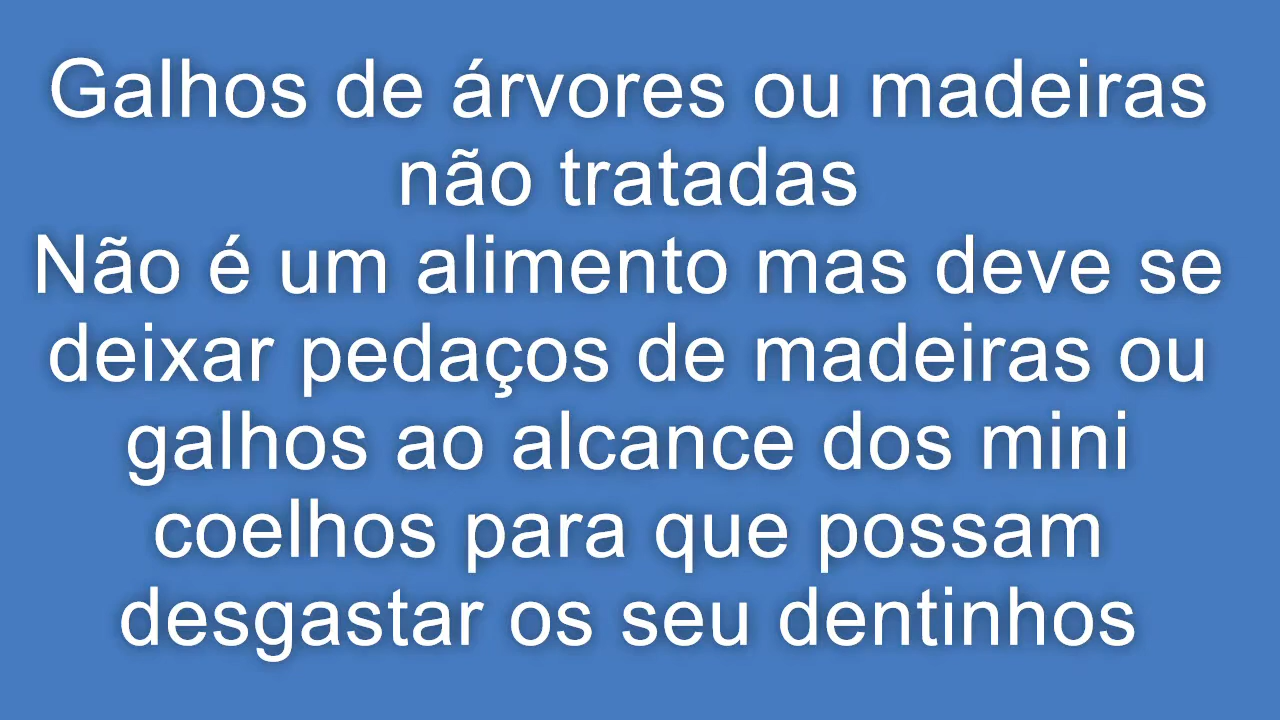 Galhos de árvores ou madeiras
não tratadas
Não é um alimento mas deve se
deixar pedaços de madeiras ou
galhos ao alcance dos mini
coelhos para que possam
desgastar os seu dentinhos